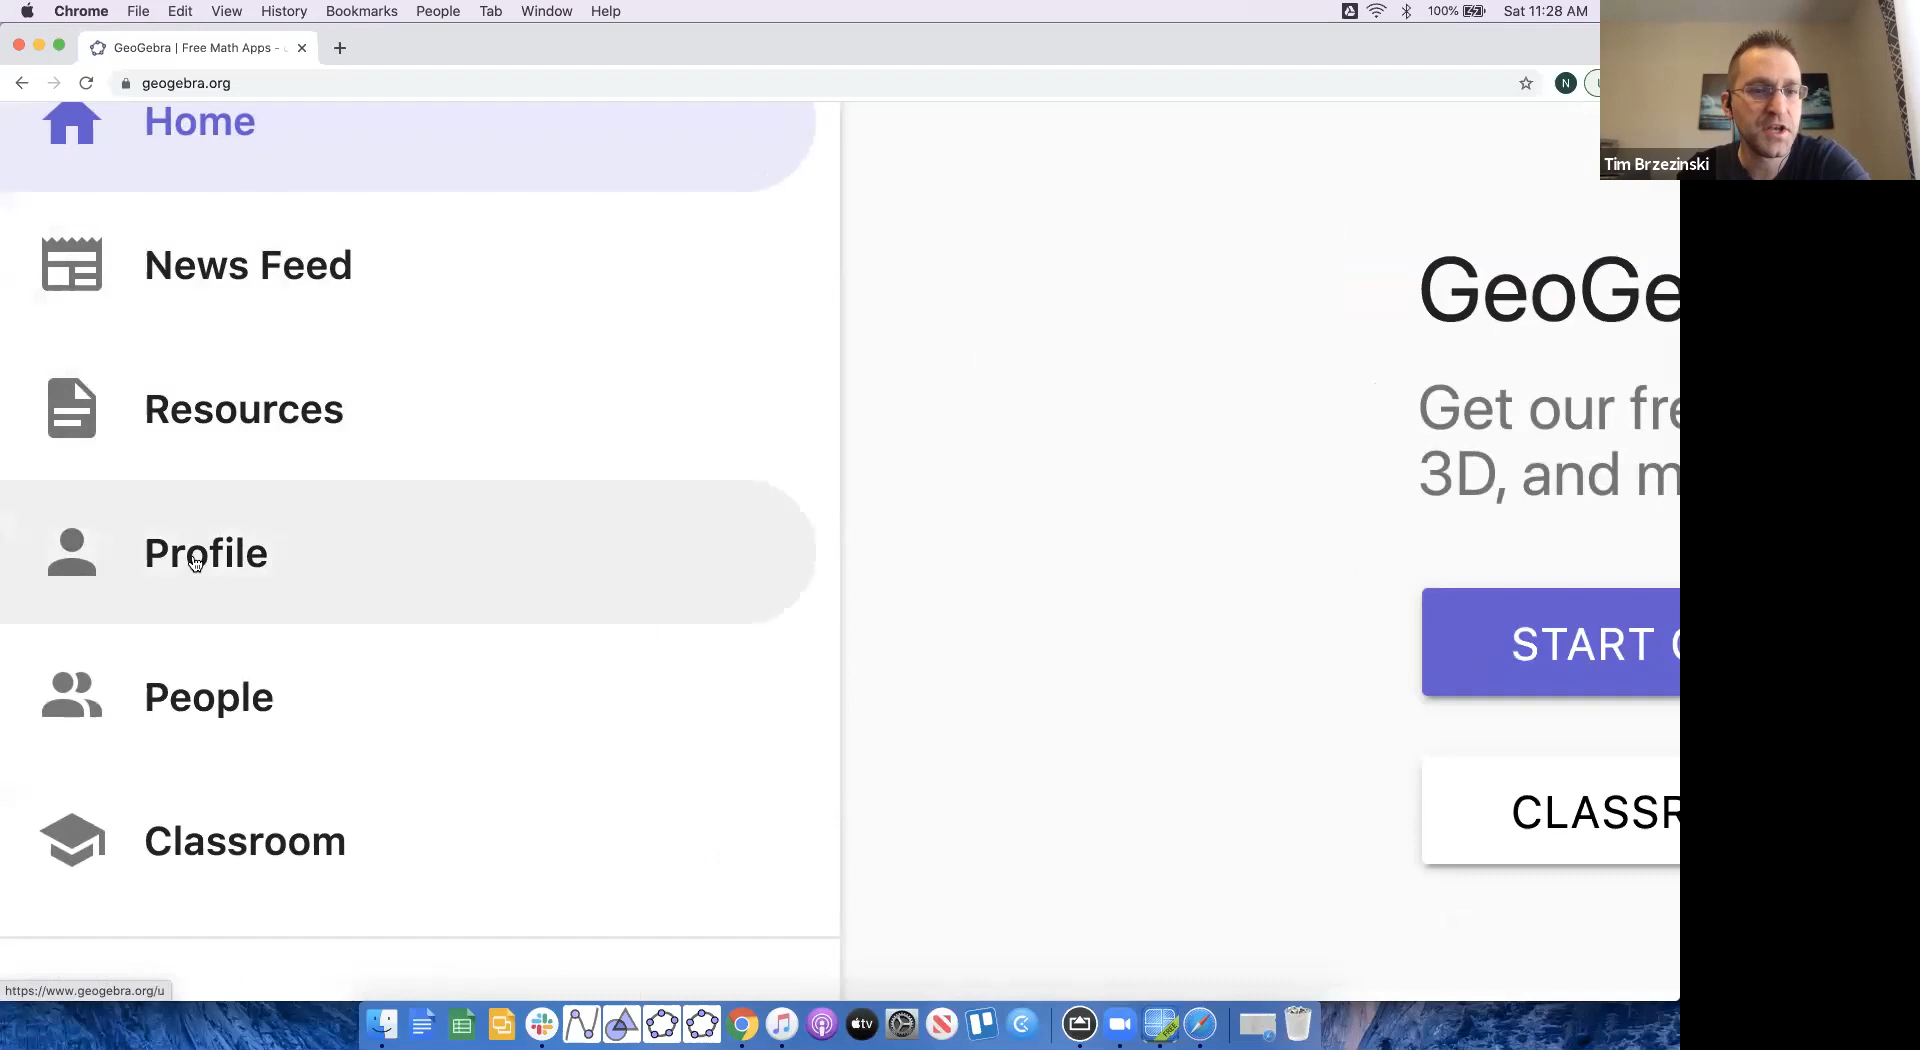 Chrome File Edit View History Bookmarks People Tab Window Help 100% Sat 11:28 AM
GeoGebra | Free Math Apps -
geogebra.org
N
Tim Brzezinski
Home
News Feed
Resources
Profile
People
Classroom
GeoGe
Get our fre
3D, and m
START
CLASSR
https://www.geogebra.org/u
tv
FREE